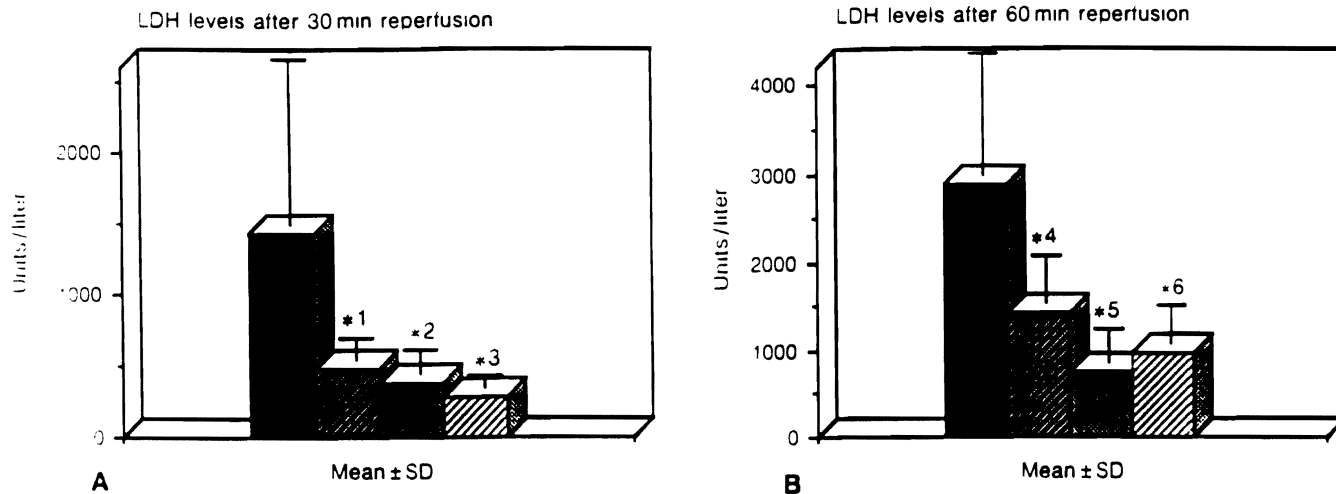 LDH levels after 30 min reperfusion
2000
1000
0
Units/liter
*1
*2
*3
Mean ± SD
A
LDH levels after 60 min reperfusion
4000
3000
2000
1000
0
Units/liter
*4
*5
*6
Mean ± SD
B